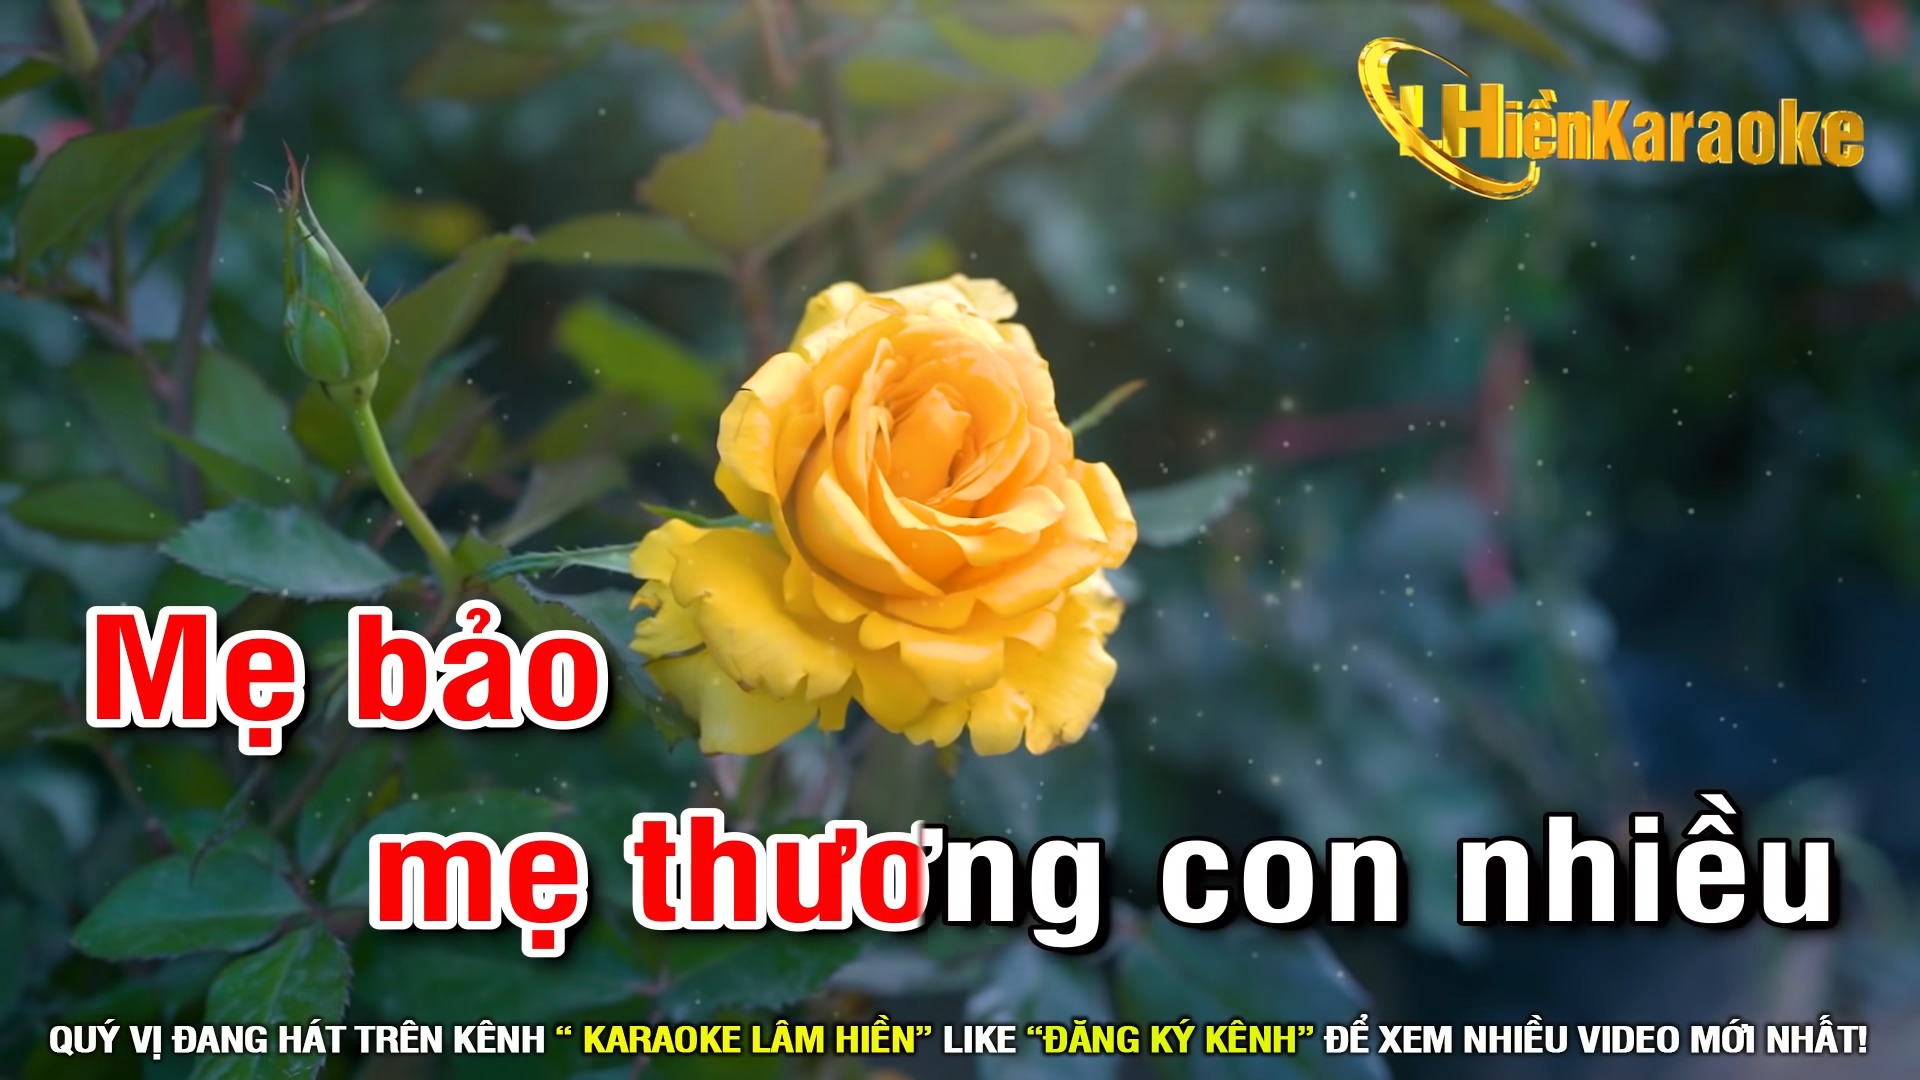 LHiềnKaraoke
Mẹ bảo
mẹ thương con nhiều
QUÝ VỊ ĐANG HÁT TRÊN KÊNH “ KARAOKE LÂM HIỀN” LIKE “ĐĂNG KÝ KÊNH” ĐỂ XEM NHIỀU VIDEO MỚI NHẤT!